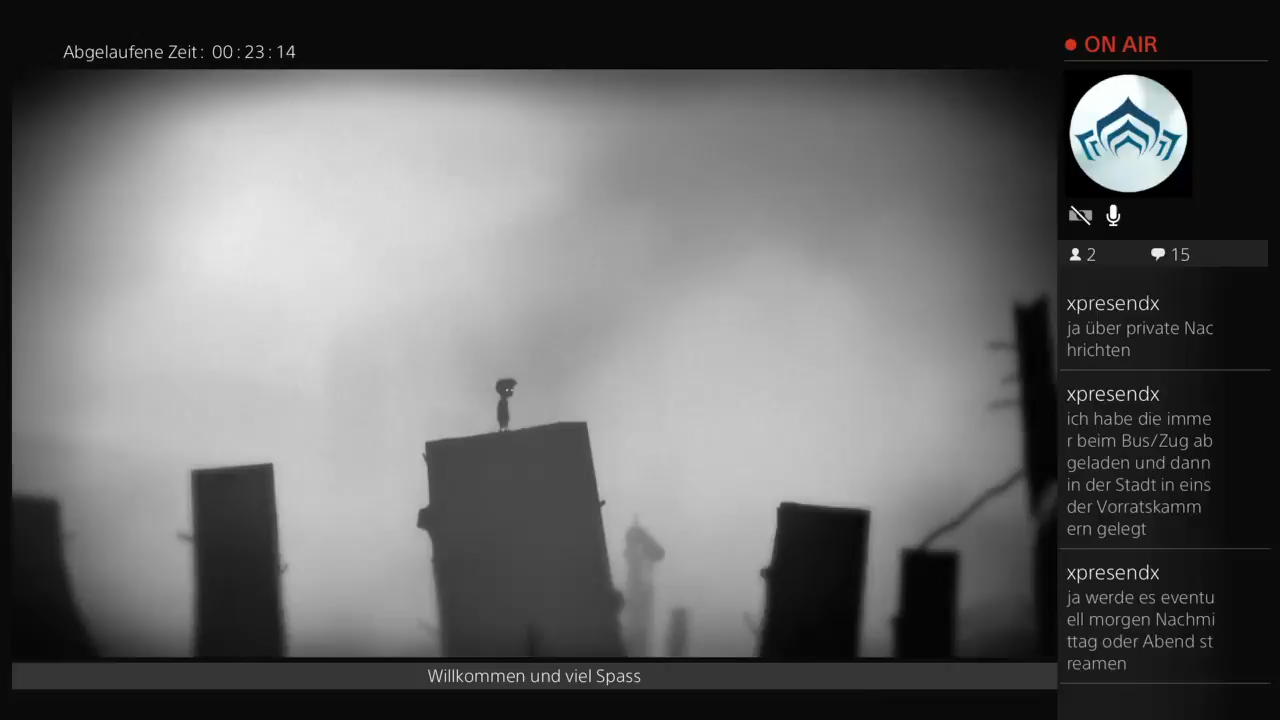 Abgelaufene Zeit: 00:23:14
ON AIR
2 15
xpresendx
ja über private Nac
hrichten
xpresendx
ich habe die imme
r beim Bus/Zug ab
geladen und dann
in der Stadt in eins
der Vorratskamm
ern gelegt
xpresendx
ja werde es eventu
ell morgen Nachmi
ttag oder Abend st
reamen
Willkommen und viel Spass